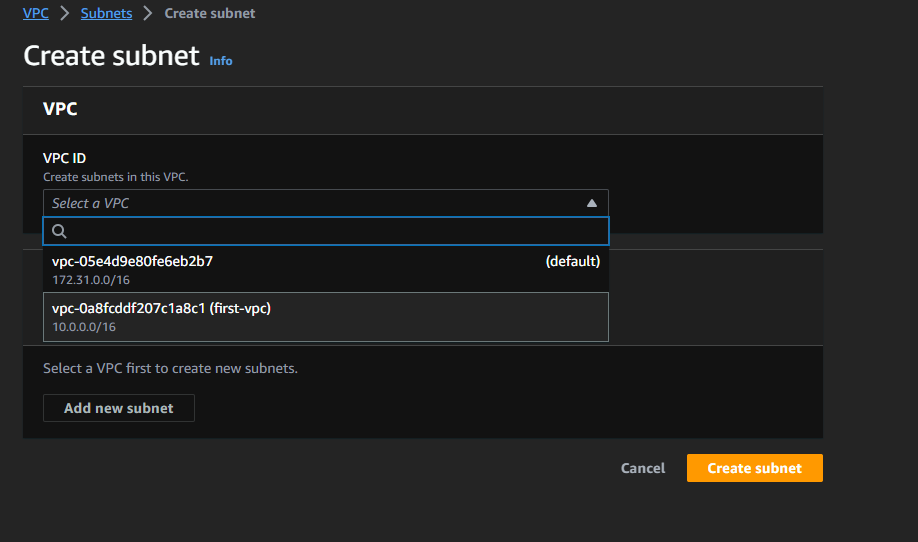 VPC > Subnets > Create subnet
Create subnet Info
VPC
VPC ID
Create subnets in this VPC.
Select a VPC
vpc-05e4d9e80fe6eb2b7 (default)
172.31.0.0/16
vpc-0a8fcddf207c1a8c1 (first-vpc)
10.0.0.0/16
Select a VPC first to create new subnets.
Add new subnet
Cancel Create subnet